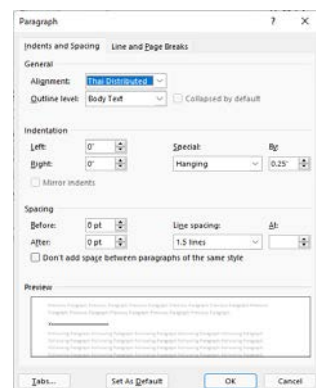 Paragraph ? ×
Indents and Spacing Line and Page Breaks
General
Alignment: Thai Distributed
Outline level: Body Text Collapsed by default
Indentation
Left: 0" Special: By:
Right: 0" Hanging 0.25"
Mirror indents
Spacing
Before: 0 pt Line spacing: At:
After: 0 pt 1.5 lines
Don't add space between paragraphs of the same style
Preview
Tabs... Set As Default OK Cancel